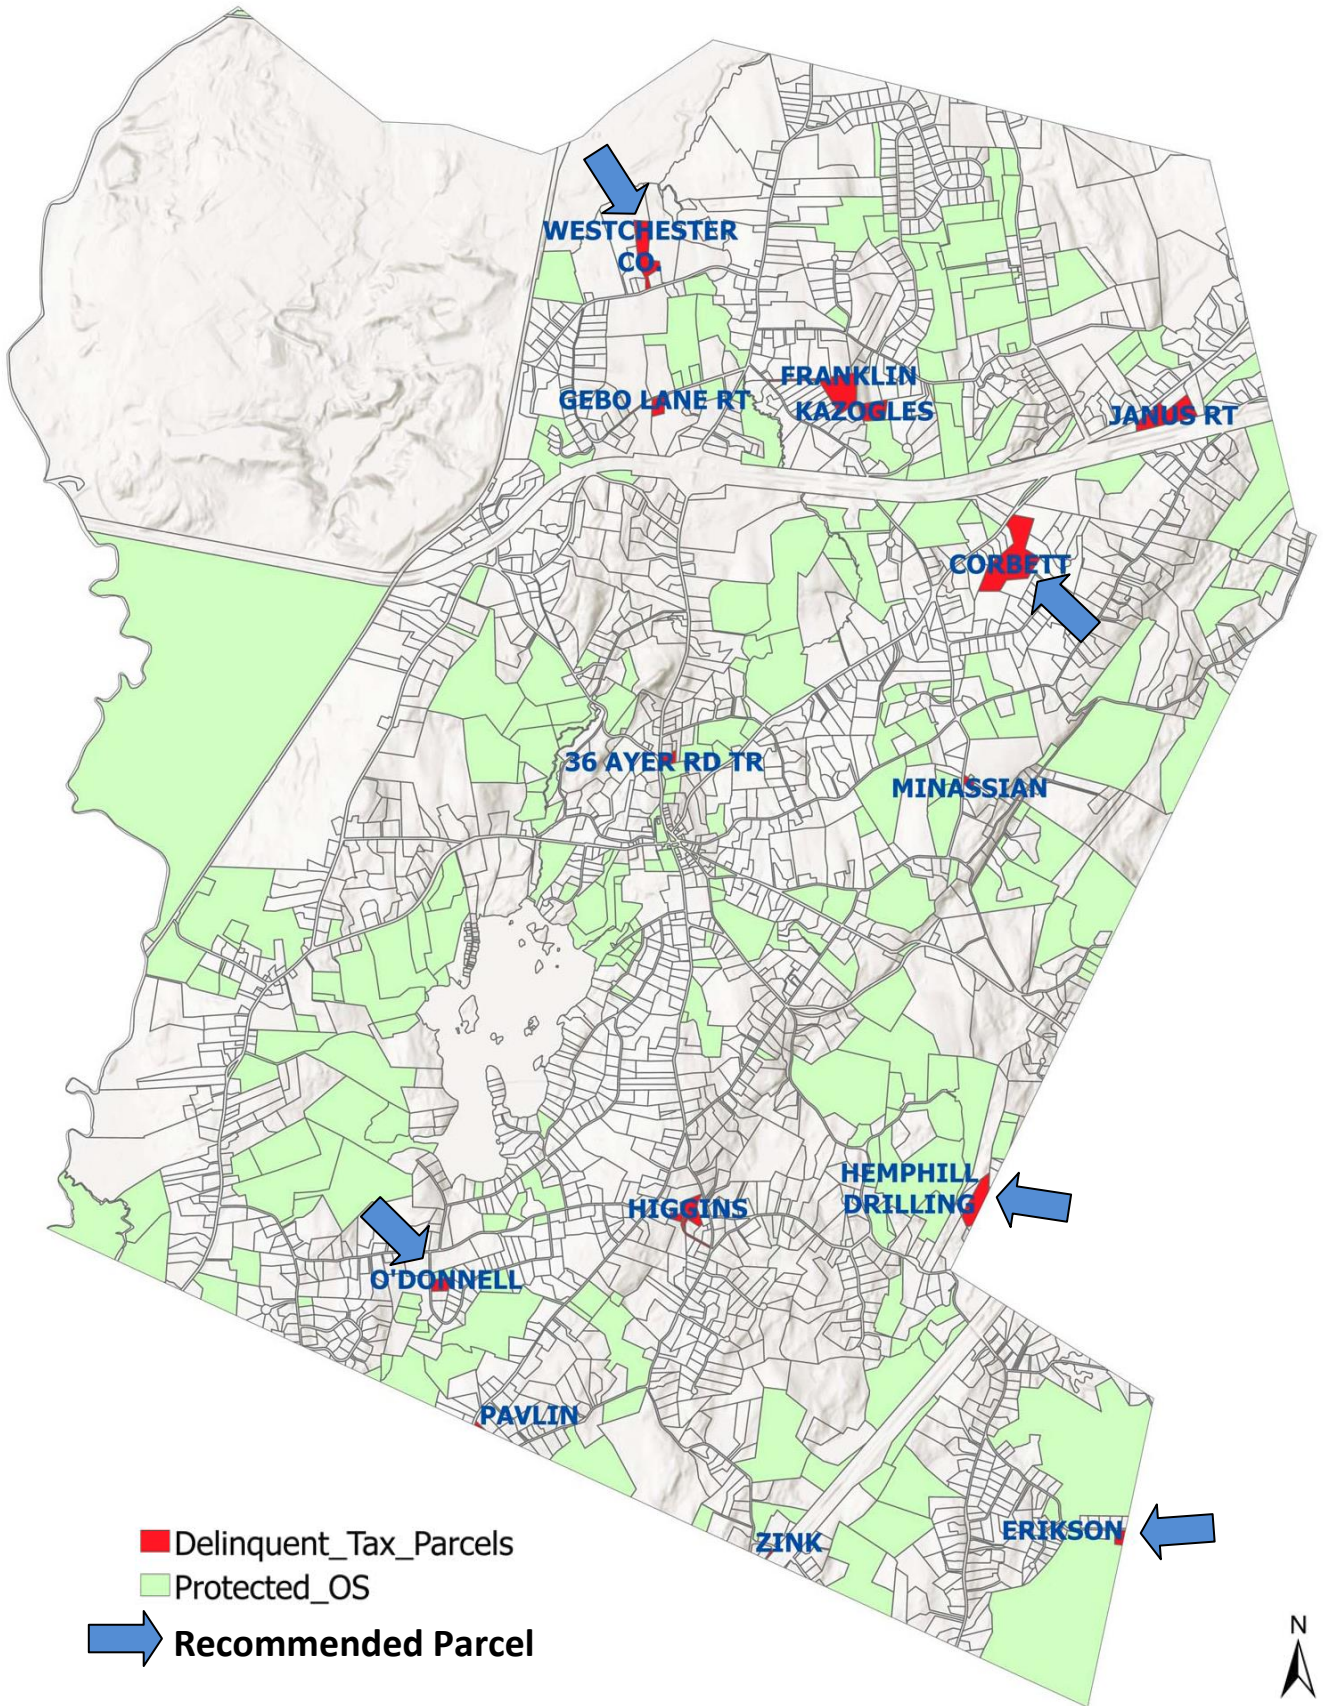 WESTCHESTER
CO.
FRANKLIN
GEBO LANE RT
KAZOGLES
JANUS RT
CORBETT
36 AYER RD TR
MINASSIAN
HEMPHILL
DRILLING
HIGGINS
O'DONNELL
PAVLIN
ERIKSON
ZINK
Delinquent_Tax_Parcels
Protected_OS
Recommended Parcel
N